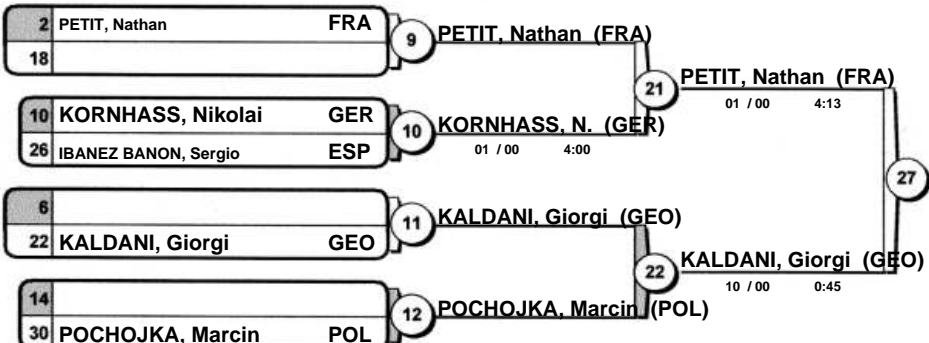 2 PETIT, Nathan FRA
18
9
PETIT, Nathan (FRA)
10 KORNHASS, Nikolai GER
26 IBANEZ BANON, Sergio ESP
10
KORNHASS, N. (GER)
01 / 00 4:00
21
PETIT, Nathan (FRA)
01 / 00 4:13
6
22 KALDANI, Giorgi GEO
11
KALDANI, Giorgi (GEO)
14
30 POCHOJKA, Marcin POL
12
POCHOJKA, Marcin (POL)
22
KALDANI, Giorgi (GEO)
10 / 00 0:45
27